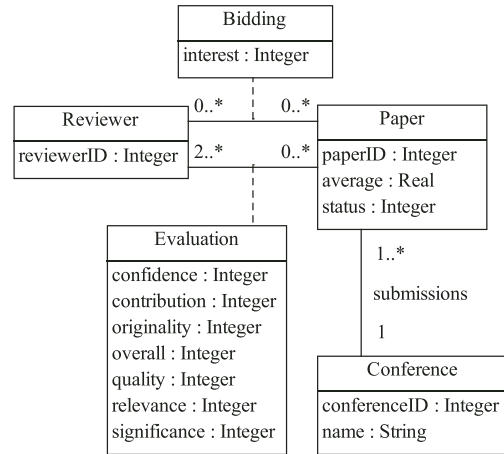 Bidding
interest : Integer
0..* 0..*
Reviewer
reviewerID : Integer
2..* 0..*
Paper
paperID : Integer
average : Real
status : Integer
Evaluation
confidence : Integer
contribution : Integer
originality : Integer
overall : Integer
quality : Integer
relevance : Integer
significance : Integer
1..*
submissions
1
Conference
conferenceID : Integer
name : String